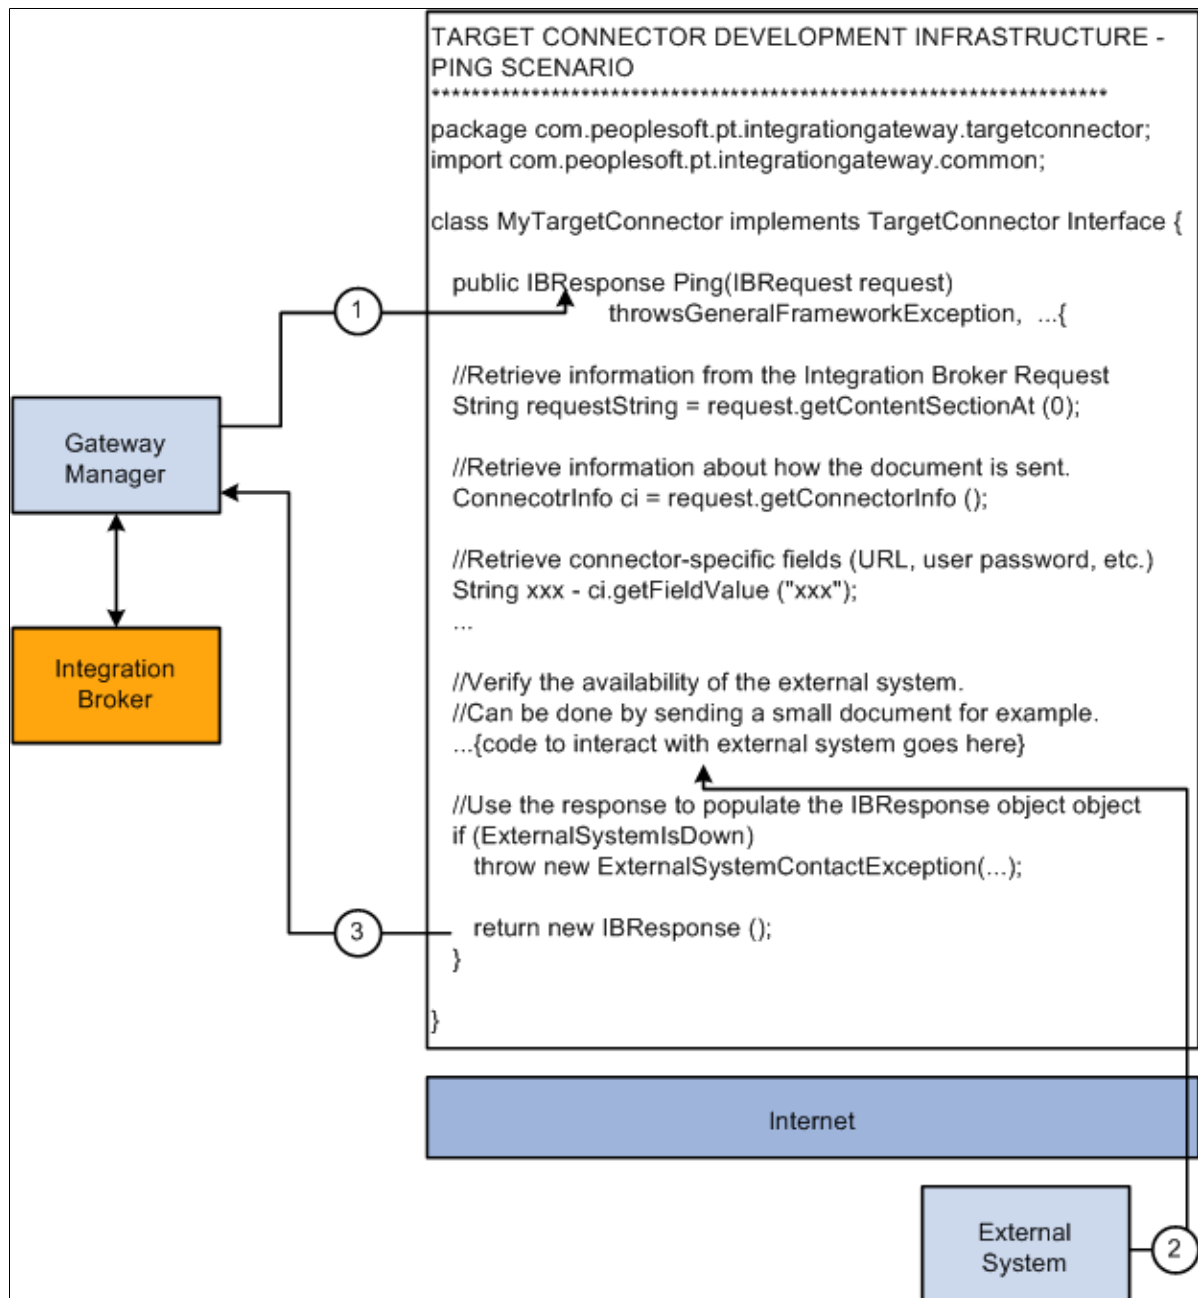 TARGET CONNECTOR DEVELOPMENT INFRASTRUCTURE -
PING SCENARIO
********************************************************************
package com.peoplesoft.pt.integrationgateway.targetconnector;
import com.peoplesoft.pt.integrationgateway.common;
class MyTargetConnector implements TargetConnector Interface {
public IBResponse Ping(IBRequest request)
1
throwsGeneralFrameworkException, ...{
//Retrieve information from the Integration Broker Request
String requestString = request.getContentSectionAt (0);
Gateway
Manager
//Retrieve information about how the document is sent.
ConnecotrInfo ci = request.getConnectorInfo ();
//Retrieve connector-specific fields (URL, user password, etc.)
String xxx - ci.getFieldValue ("xxx");
...
Integration
Broker
//Verify the availability of the external system.
//Can be done by sending a small document for example.
...{code to interact with external system goes here}
//Use the response to populate the IBResponse object object
if (ExternalSystemIsDown)
throw new ExternalSystemContactException(...);
3
return new IBResponse ();
}
}
Internet
External
System
2